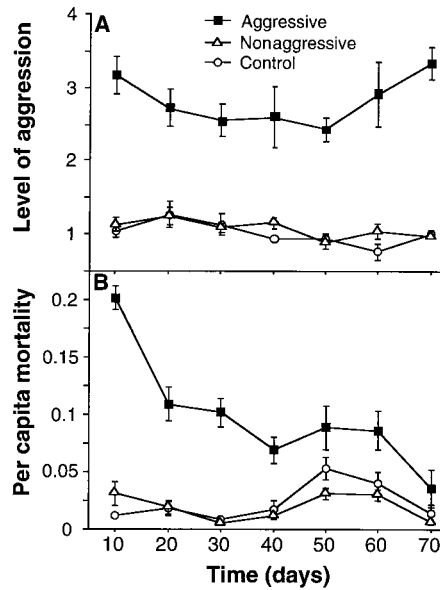 A
Aggressive
Nonaggressive
Control
Level of aggression
4
3
2
1
B
Per capita mortality
0.2
0.15
0.1
0.05
0
10 20 30 40 50 60 70
Time (days)